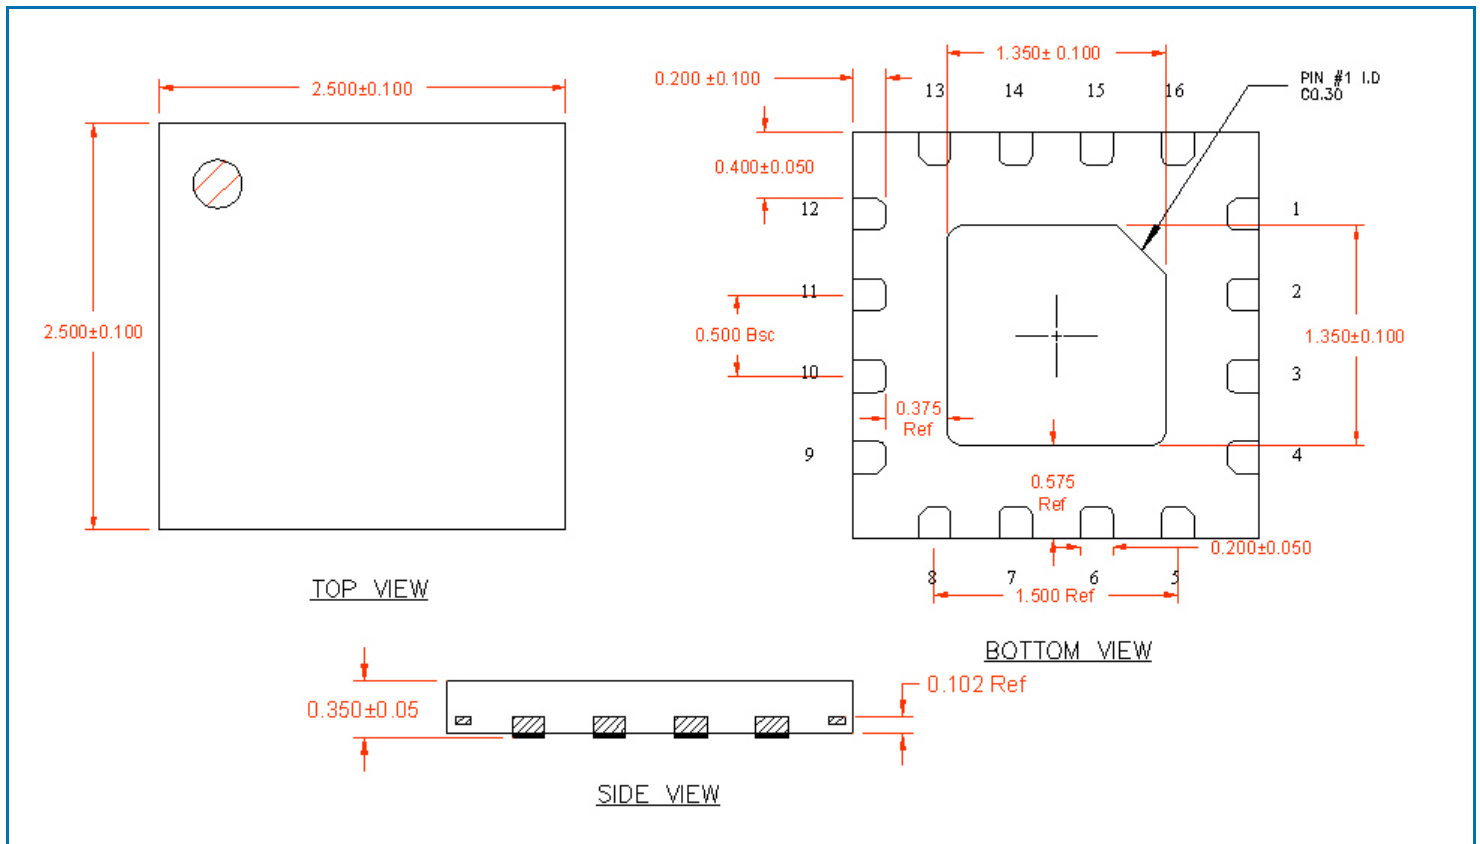 2.500±0.100
2.500±0.100
TOP VIEW
1.350± 0.100
0.200 ±0.100
PIN #1 I.D
C0.30
13 14 15 16
0.400±0.050
12
1
11
2
0.500 Bsc
1.350±0.100
10
3
0.375
Ref
9
4
0.575
Ref
0.200±0.050
8 7 6 5
1.500 Ref
BOTTOM VIEW
0.350±0.05
0.102 Ref
SIDE VIEW